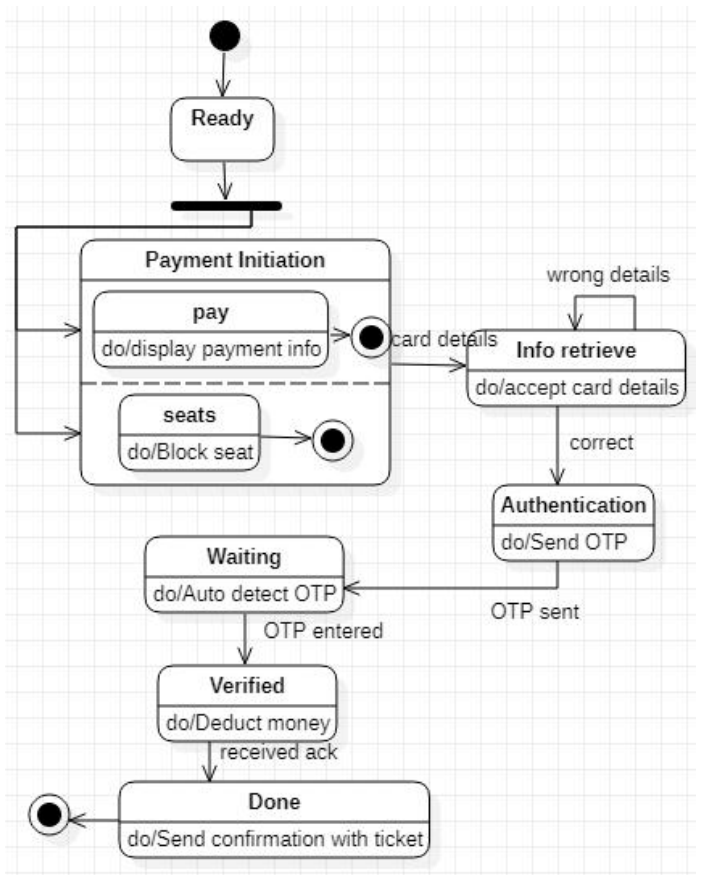 Ready
Payment Initiation
pay
do/display payment info
card details
wrong details
Info retrieve
do/accept card details
seats
do/Block seat
correct
Authentication
do/Send OTP
Waiting
do/Auto detect OTP
OTP sent
OTP entered
Verified
do/Deduct money
received ack
Done
do/Send confirmation with ticket